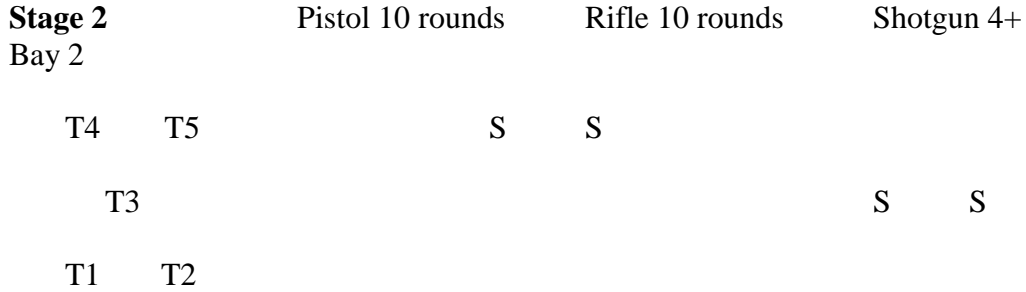 Stage 2 Pistol 10 rounds Rifle 10 rounds Shotgun 4+
Bay 2
T4 T5 S S
T3 S S
T1 T2